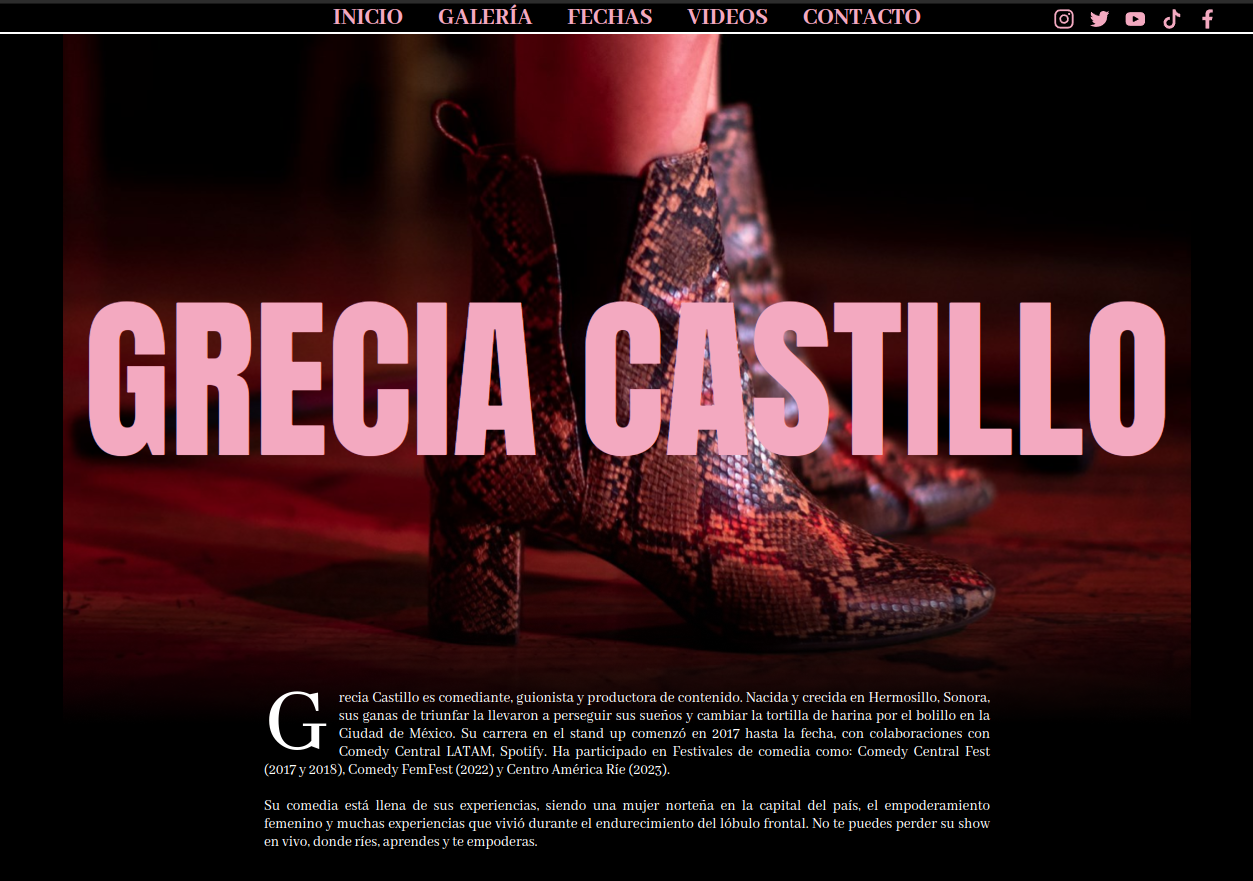 INICIO GALERÍA FECHAS VIDEOS CONTACTO
GRECIA CASTILLO
Grecia Castillo es comediante, guionista y productora de contenido. Nacida y crecida en Hermosillo, Sonora,
sus ganas de triunfar la llevaron a perseguir sus sueños y cambiar la tortilla de harina por el bolillo en la
Ciudad de México. Su carrera en el stand up comenzó en 2017 hasta la fecha, con colaboraciones con
Comedy Central LATAM, Spotify. Ha participado en Festivales de comedia como: Comedy Central Fest
(2017 y 2018), Comedy FemFest (2022) y Centro América Ríe (2023).
Su comedia está llena de sus experiencias, siendo una mujer norteña en la capital del país, el empoderamiento
femenino y muchas experiencias que vivió durante el endurecimiento del lóbulo frontal. No te puedes perder su show
en vivo, donde ríes, aprendes y te empoderas.